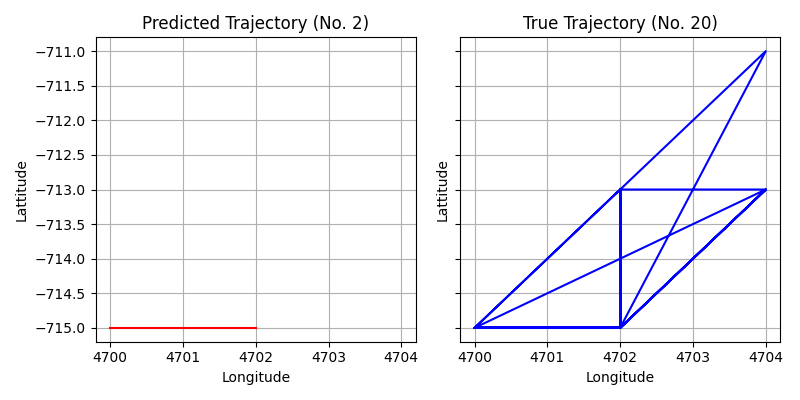 Predicted Trajectory (No. 2)
True Trajectory (No. 20)
−711.0
−711.5
−712.0
−712.5
−713.0
−713.5
−714.0
−714.5
−715.0
Lattitude
Lattitude
4700 4701 4702 4703 4704
4700 4701 4702 4703 4704
Longitude
Longitude